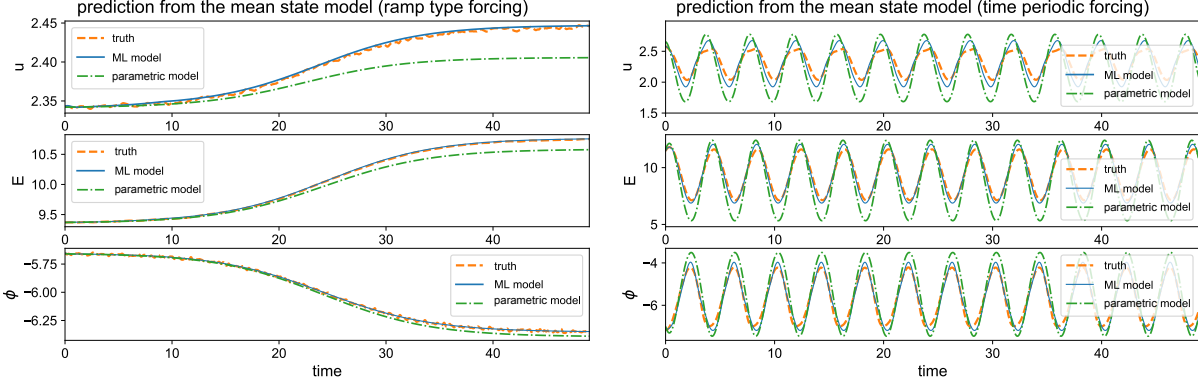 prediction from the mean state model (ramp type forcing)
2.45
2.40
2.35
u
truth
ML model
parametric model
0 10 20 30 40
10.5
10.0
9.5
E
truth
ML model
parametric model
0 10 20 30 40
−5.75
−6.00
−6.25
ϕ
truth
ML model
parametric model
0 10 20 30 40
time
prediction from the mean state model (time periodic forcing)
2.5
2.0
1.5
u
truth
ML model
parametric model
0 10 20 30 40
10
5
E
truth
ML model
parametric model
0 10 20 30 40
−4
−6
ϕ
truth
ML model
parametric model
0 10 20 30 40
time